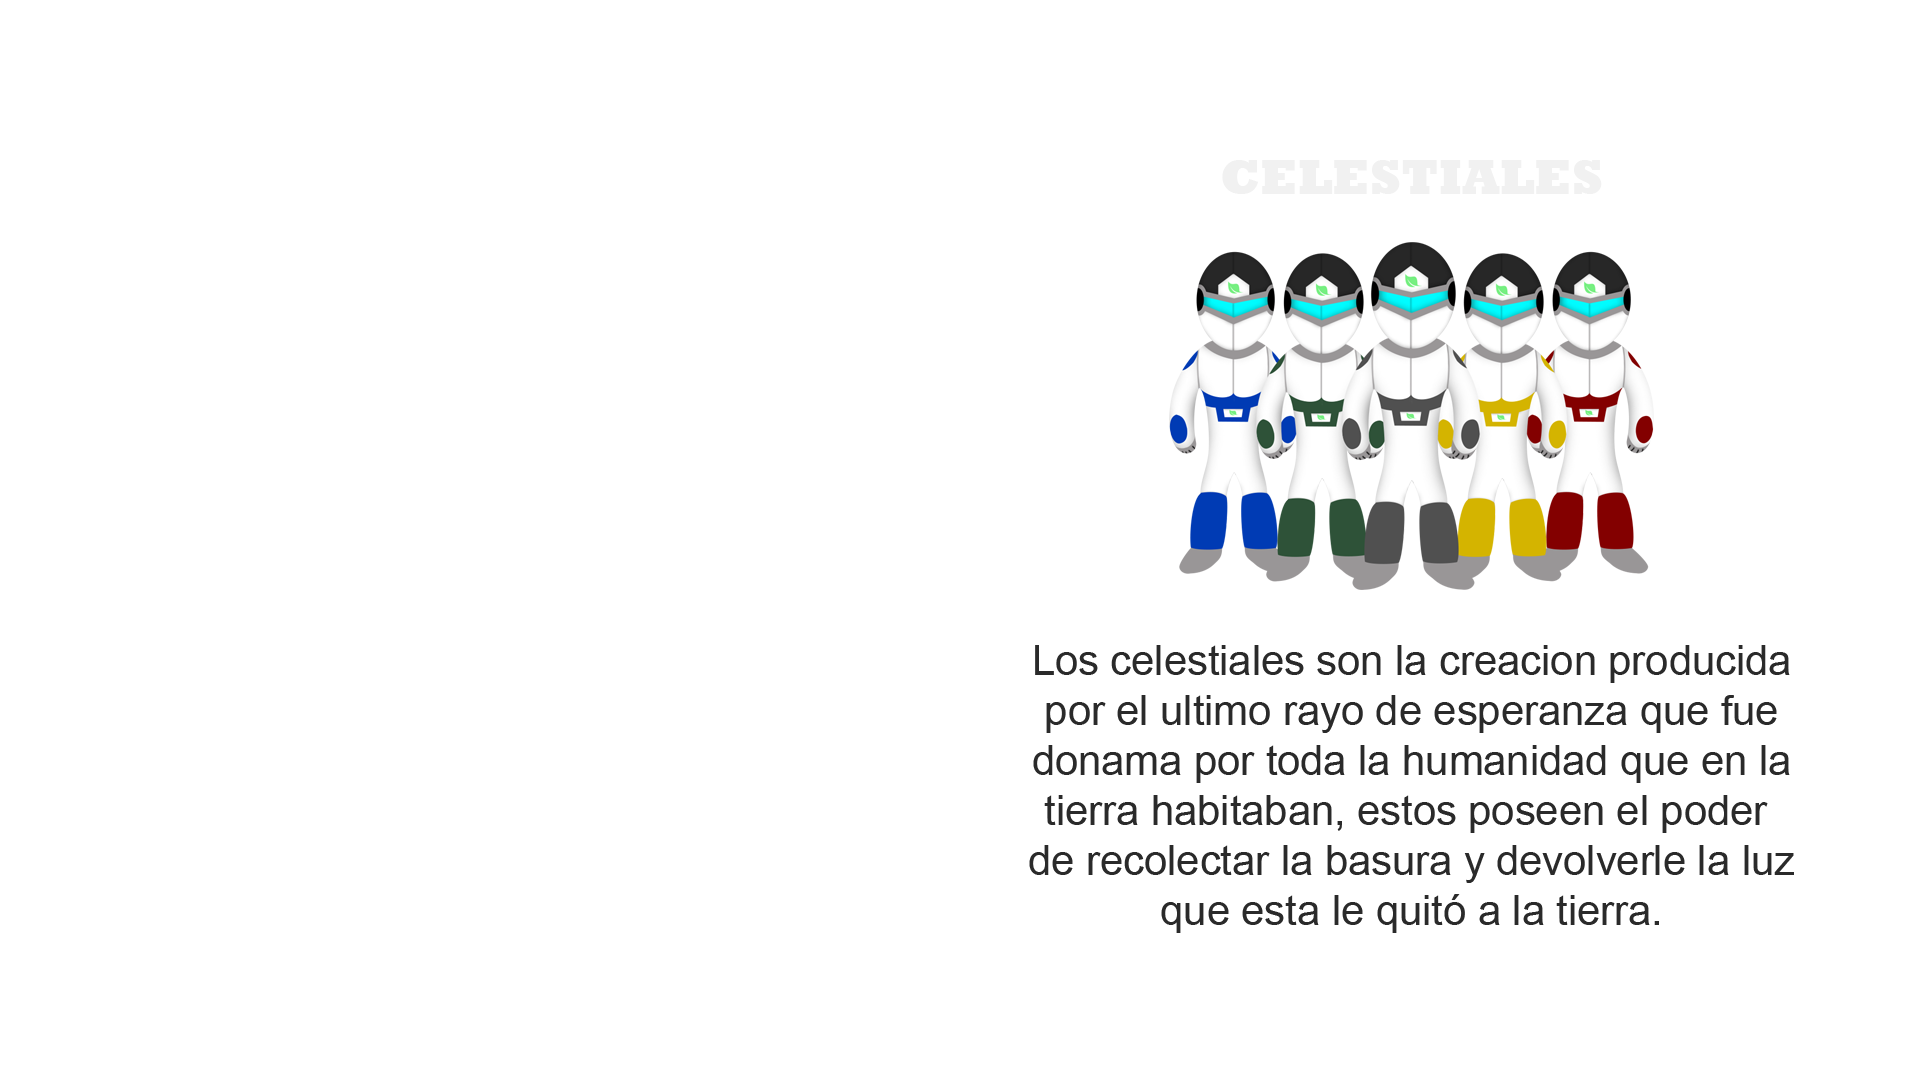 CELESTIALES
Los celestiales son la creacion producida
por el ultimo rayo de esperanza que fue
donama por toda la humanidad que en la
tierra habitaban, estos poseen el poder
de recolectar la basura y devolverle la luz
que esta le quitó a la tierra.